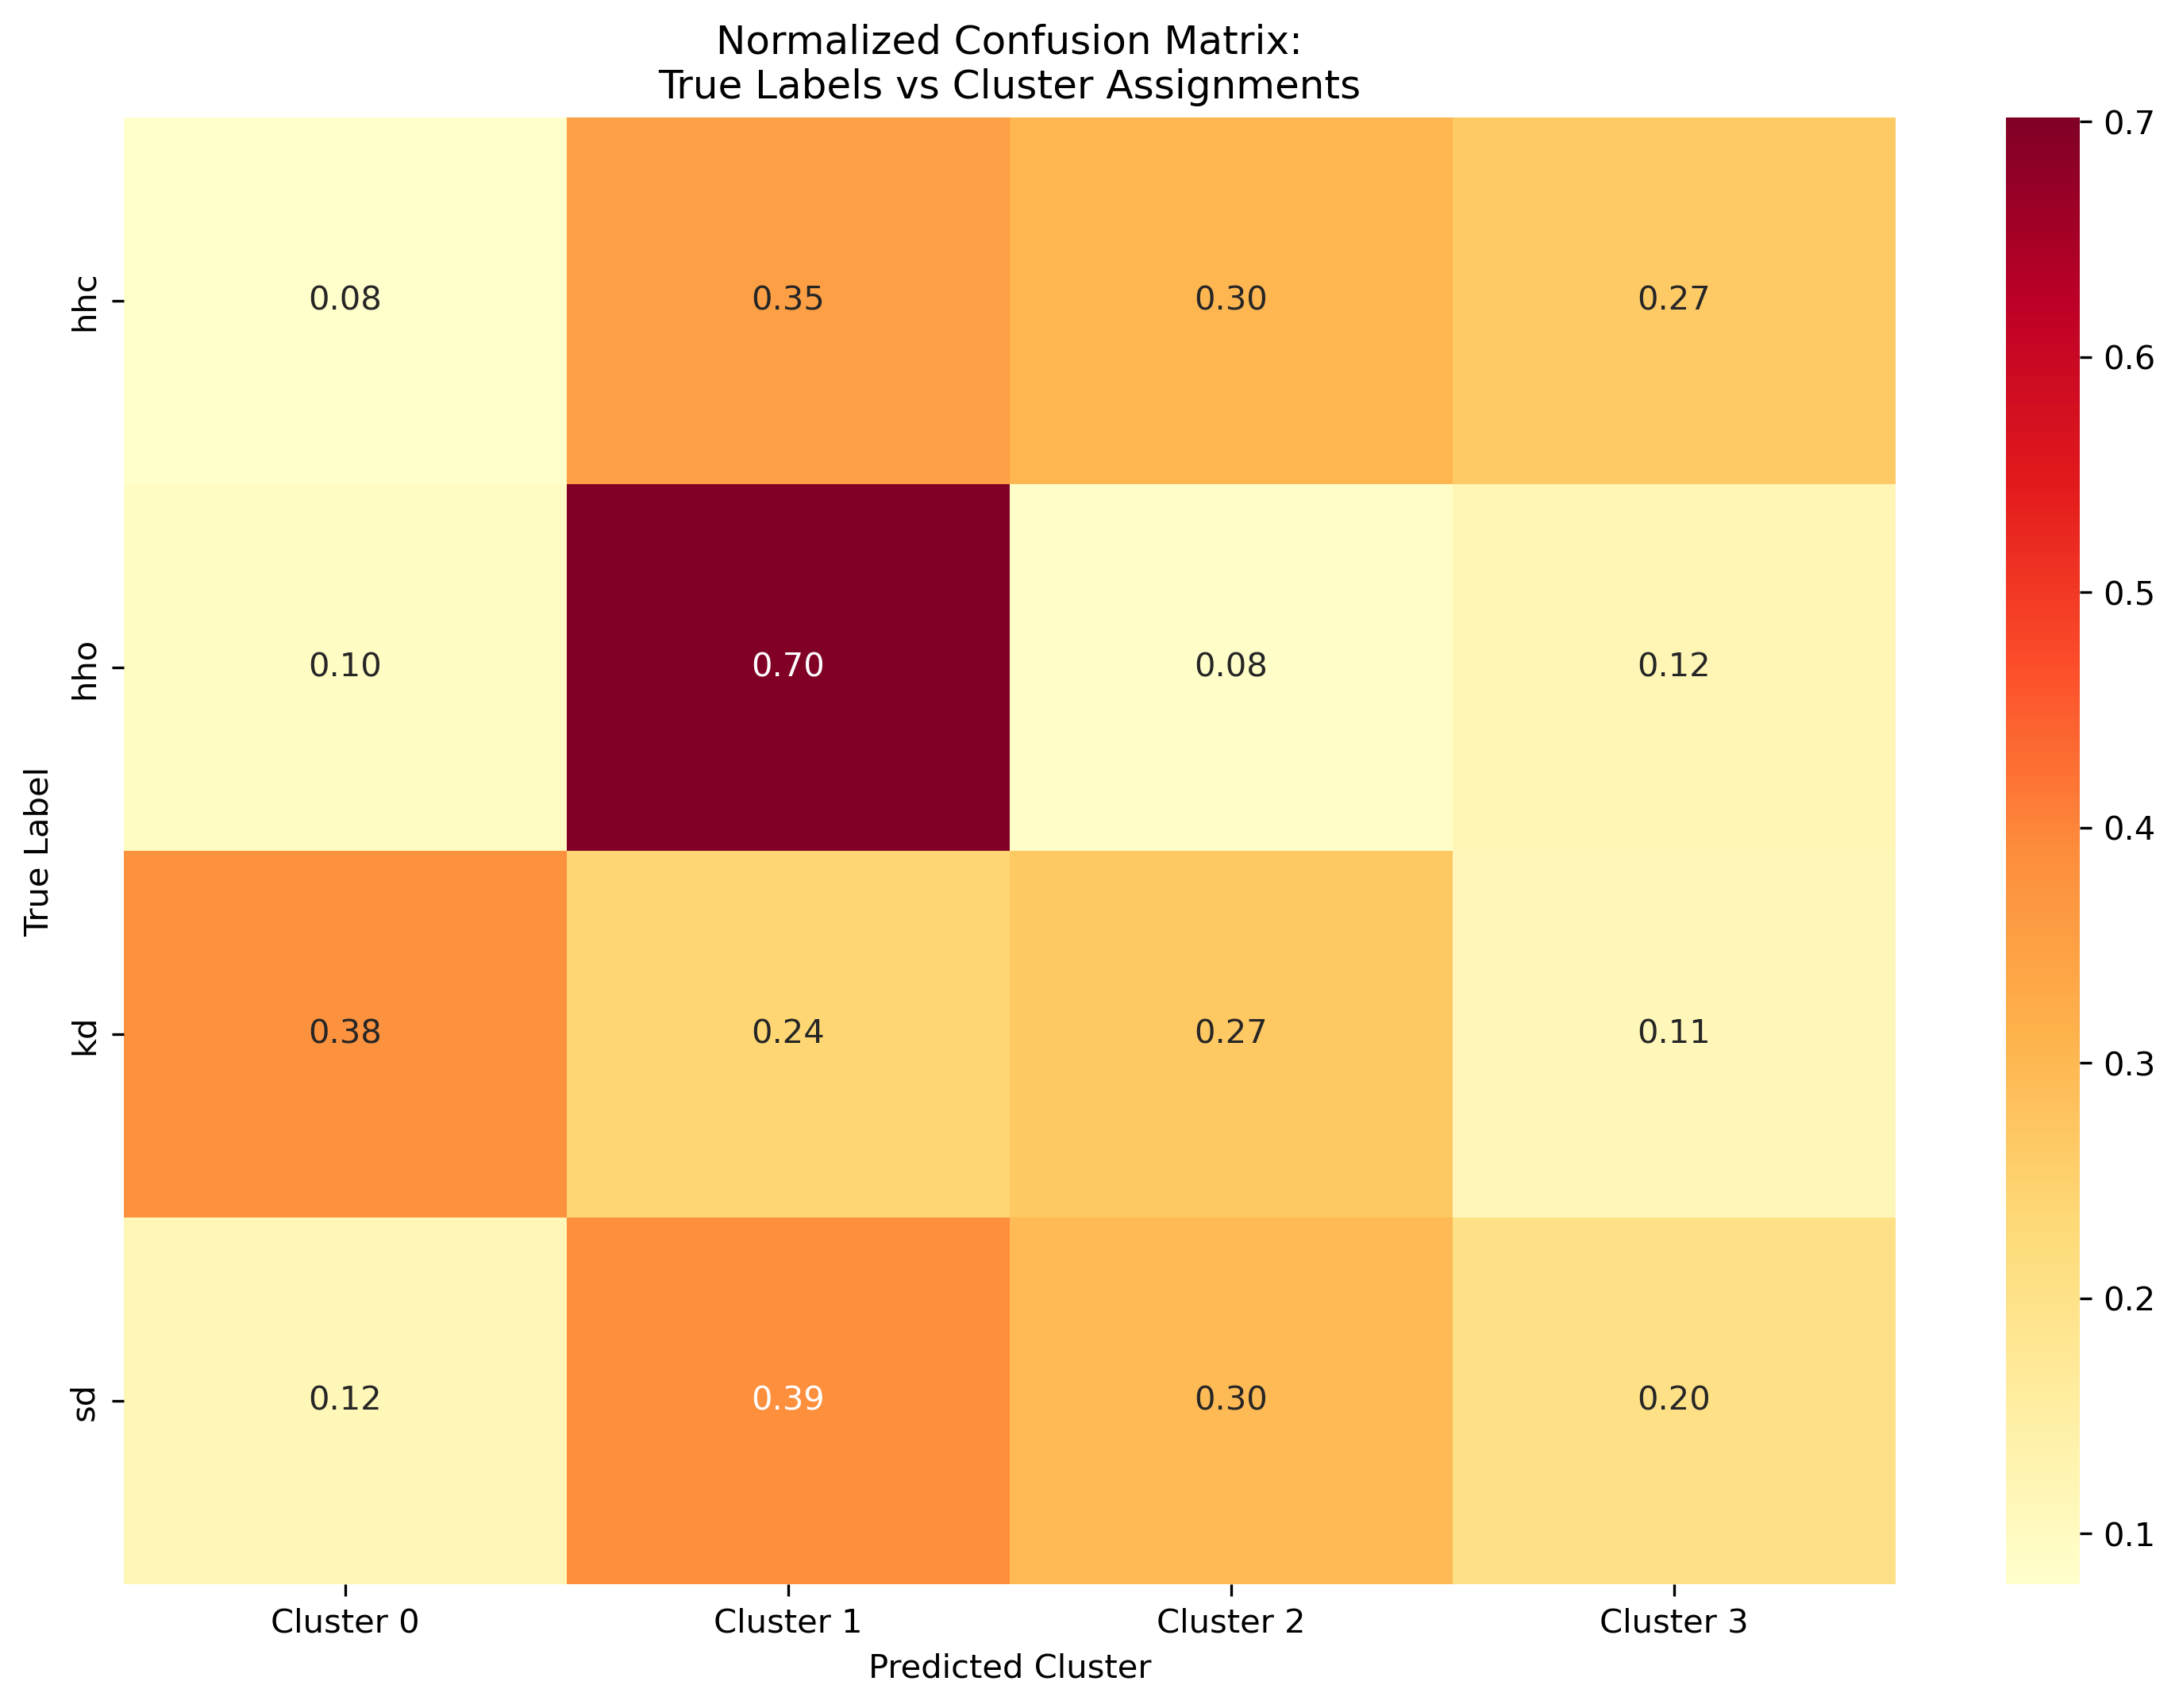 Normalized Confusion Matrix:
True Labels vs Cluster Assignments
True Label
hhc
0.08 0.35 0.30 0.27
hho
0.10 0.70 0.08 0.12
kd
0.38 0.24 0.27 0.11
sd
0.12 0.39 0.30 0.20
Cluster 0 Cluster 1 Cluster 2 Cluster 3
Predicted Cluster
0.7
0.6
0.5
0.4
0.3
0.2
0.1